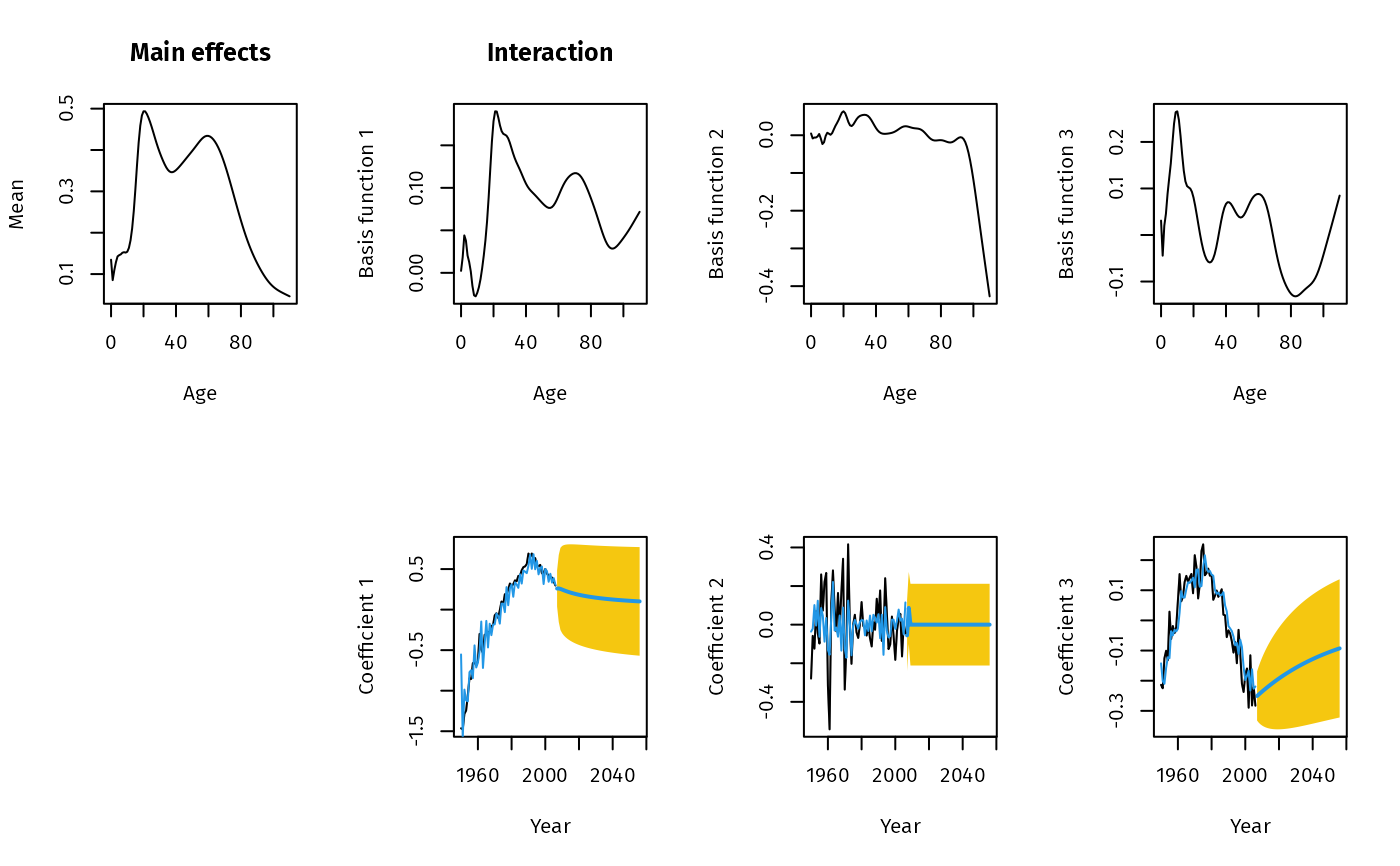 Main effects
Interaction
Mean
0.1 0.3 0.5
0 40 80
Age
Basis function 1
0.00 0.10
0 40 80
Age
Basis function 2
-0.4 -0.2 0.0
0 40 80
Age
Basis function 3
-0.1 0.1 0.2
0 40 80
Age
Coefficient 1
-1.5 -0.5 0.5
1960 2000 2040
Year
Coefficient 2
-0.4 0.0 0.4
1960 2000 2040
Year
Coefficient 3
-0.3 -0.1 0.1
1960 2000 2040
Year